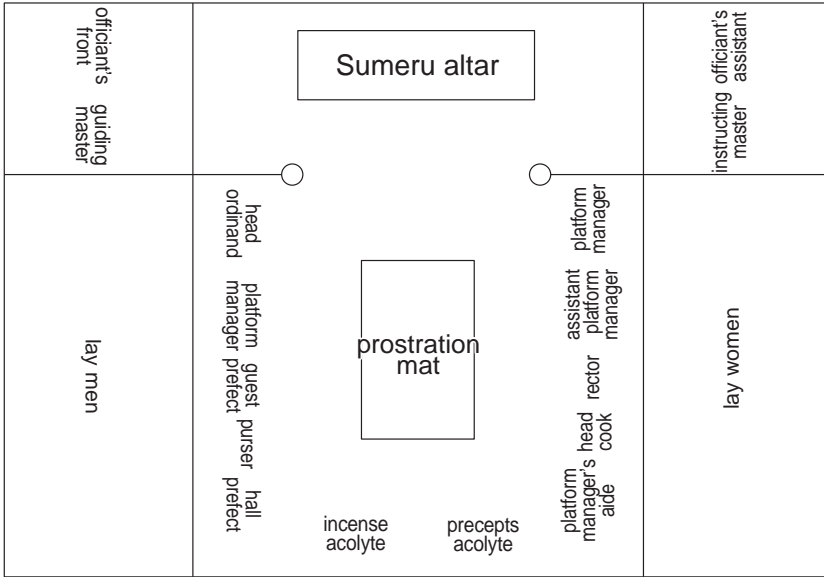 officiant's
front
guiding
master
Sumeru altar
instructing
master
officiant's
assistant
head
ordinand
platform
manager
guest
prefect
purser
hall
prefect
lay men
prostration
mat
platform
manager
assistant
platform
manager
rector
head
cook
platform
manager's
aide
lay women
incense
acolyte
precepts
acolyte